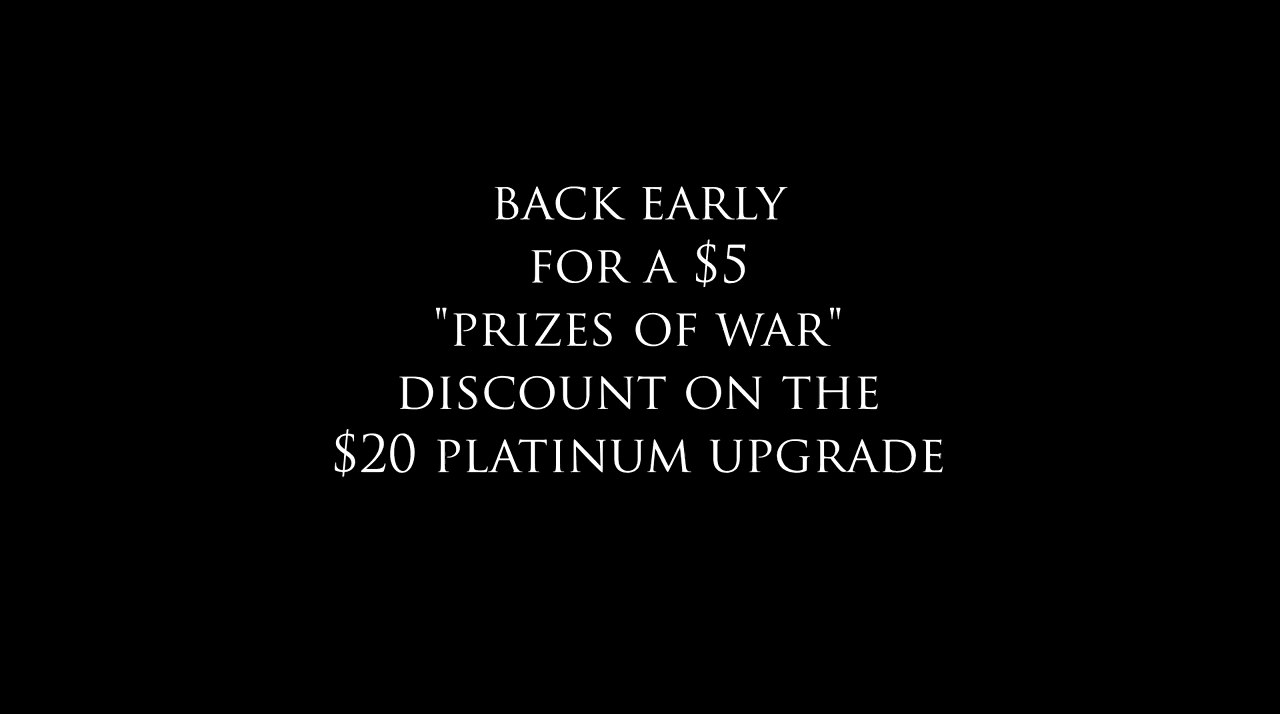 BACK EARLY
FOR A $5
"PRIZES OF WAR"
DISCOUNT ON THE
$20 PLATINUM UPGRADE